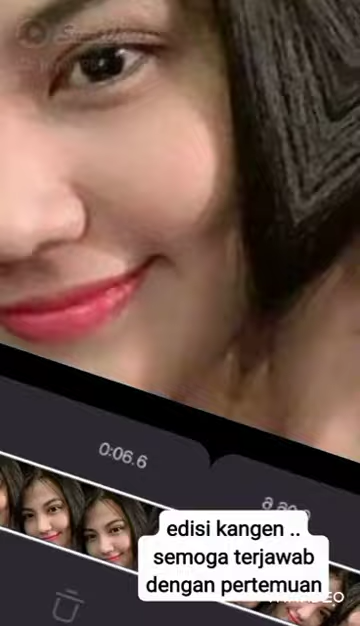 0:06.6
edisi kangen ..
semoga terjawab
dengan pertemuan